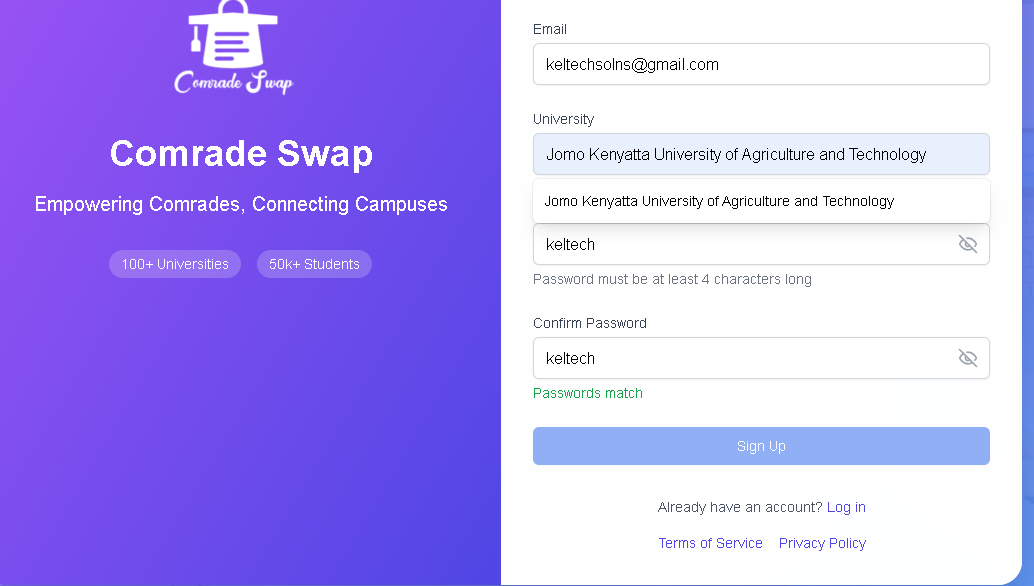 Comrade Swap
Comrade Swap
Empowering Comrades, Connecting Campuses
100+ Universities
50k+ Students
Email
keltechsolns@gmail.com
University
Jomo Kenyatta University of Agriculture and Technology
Jomo Kenyatta University of Agriculture and Technology
keltech
Password must be at least 4 characters long
Confirm Password
keltech
Passwords match
Sign Up
Already have an account? Log in
Terms of Service Privacy Policy